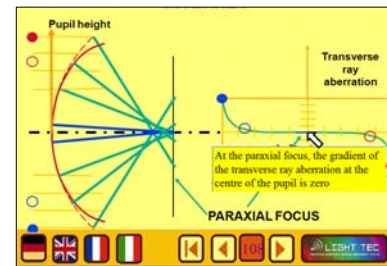 Pupil height
Transverse
ray
aberration
At the paraxial focus, the gradient of
the transverse ray aberration at the
centre of the pupil is zero
PARAXIAL FOCUS
108
LIGHT TEC